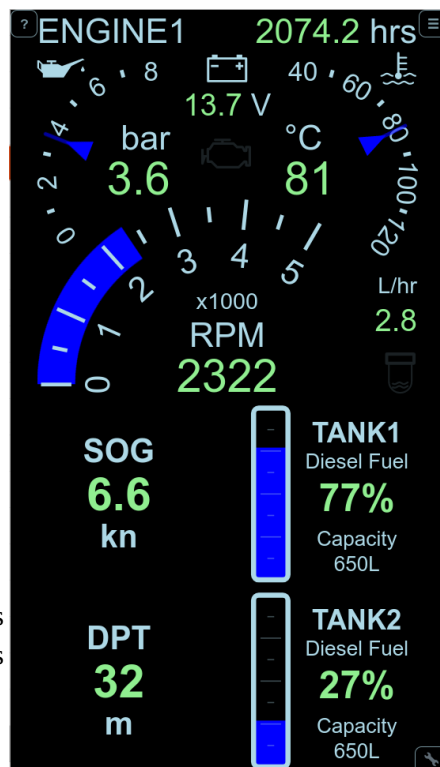 ?
ENGINE1 2074.2 hrs
0 2 4 6 8
13.7 V
40 60 80 100 120
bar
3.6
°C
81
0 1 2 3 4 5
x1000
RPM
2322
L/hr
2.8
SOG
6.6
kn
TANK1
Diesel Fuel
77%
Capacity
650L
s
s
DPT
32
m
TANK2
Diesel Fuel
27%
Capacity
650L